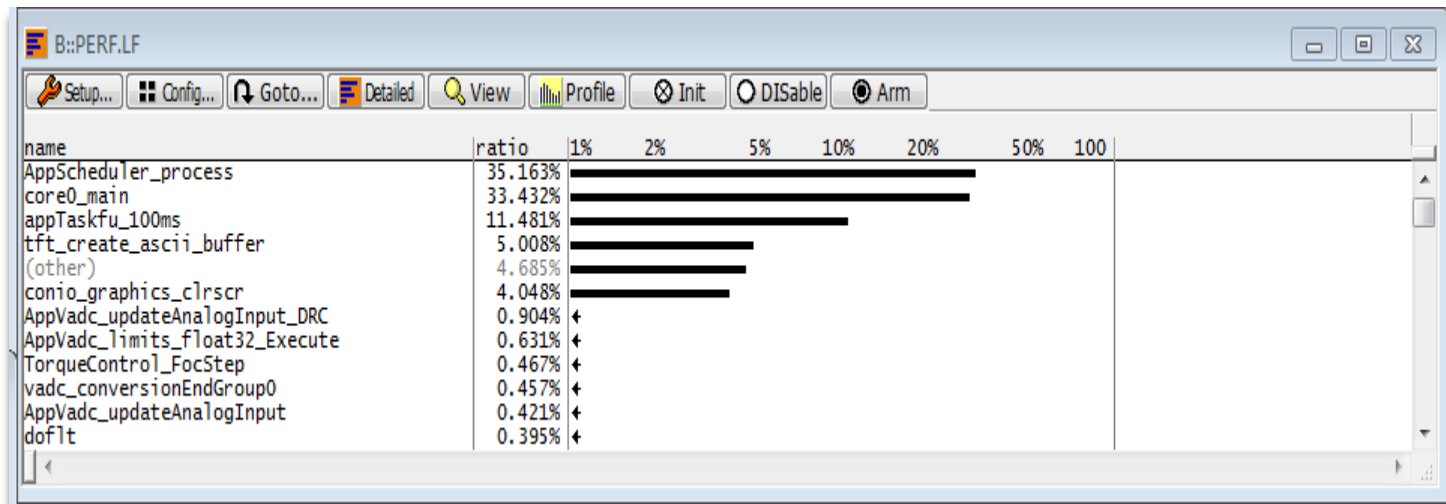 B::PERF.LF
Setup... Config... Goto... Detailed View Profile Init DISable Arm
name ratio 1% 2% 5% 10% 20% 50% 100
AppScheduler_process 35.163%
core0_main 33.432%
appTaskfu_100ms 11.481%
tft_create_ascii_buffer 5.008%
(other) 4.685%
conio_graphics_clrscr 4.048%
AppVadc_updateAnalogInput_DRC 0.904%
AppVadc_limits_float32_Execute 0.631%
TorqueControl_FocStep 0.467%
vadc_conversionEndGroup0 0.457%
AppVadc_updateAnalogInput 0.421%
doflt 0.395%